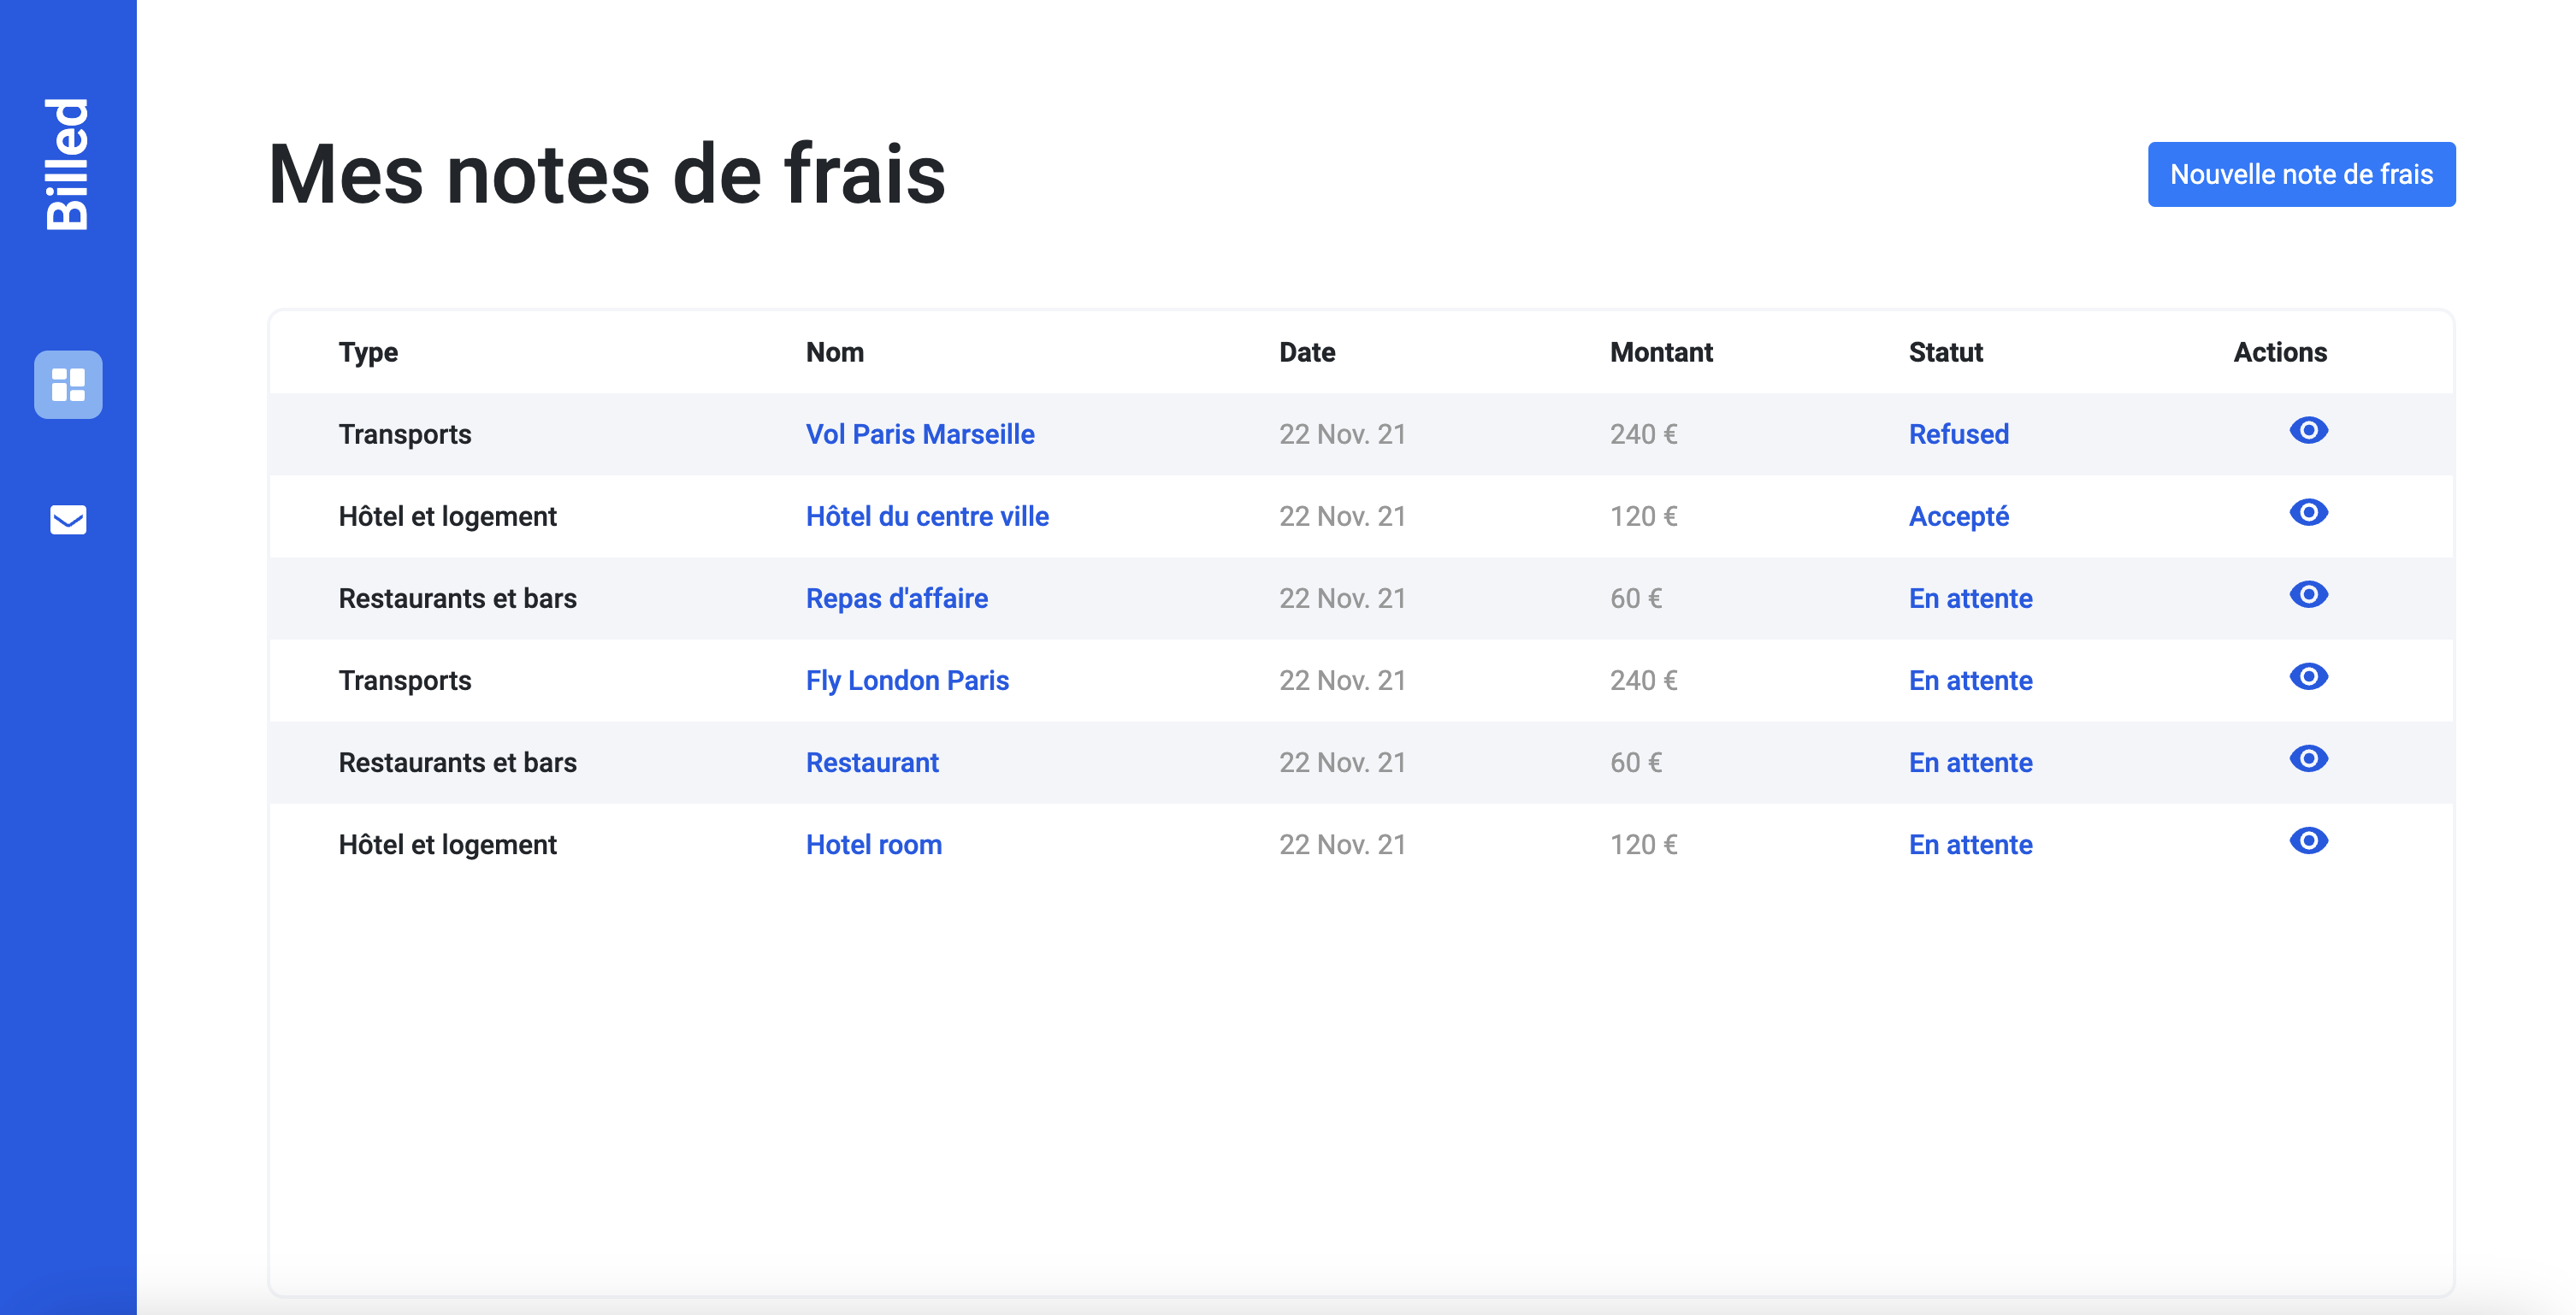 Billed
Mes notes de frais
Nouvelle note de frais
Type Nom Date Montant Statut Actions
Transports Vol Paris Marseille 22 Nov. 21 240 € Refused
Hôtel et logement Hôtel du centre ville 22 Nov. 21 120 € Accepté
Restaurants et bars Repas d'affaire 22 Nov. 21 60 € En attente
Transports Fly London Paris 22 Nov. 21 240 € En attente
Restaurants et bars Restaurant 22 Nov. 21 60 € En attente
Hôtel et logement Hotel room 22 Nov. 21 120 € En attente